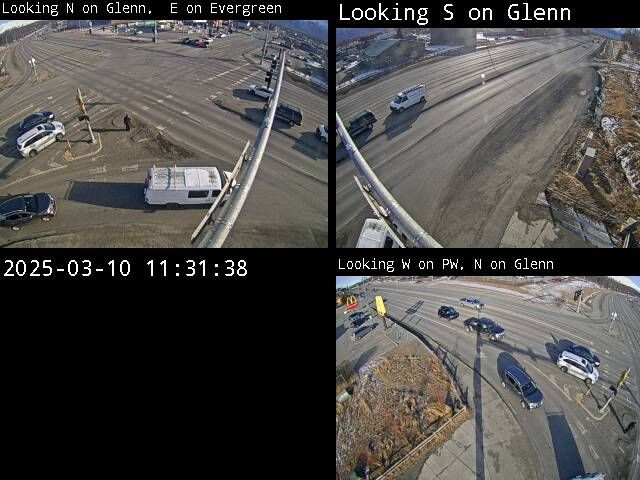 Looking N on Glenn,  E on Evergreen
Looking S on Glenn
2025-03-10 11:31:38
Looking W on PW, N on Glenn